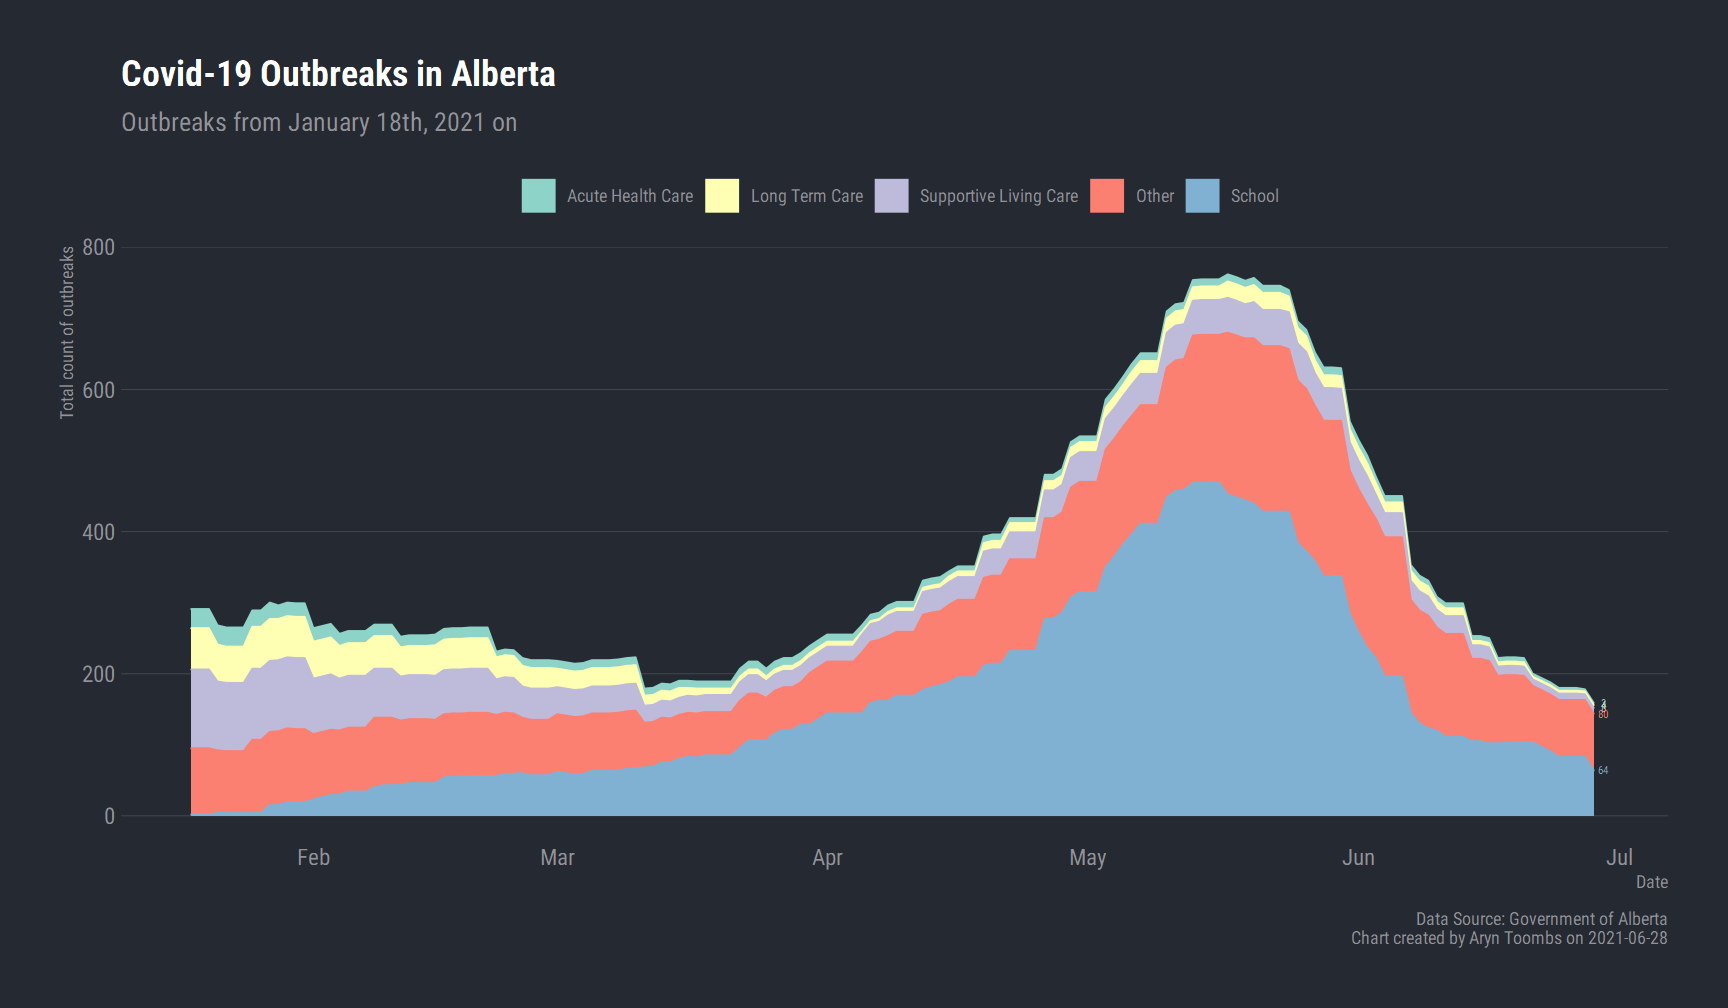 Covid-19 Outbreaks in Alberta
Outbreaks from January 18th, 2021 on
Acute Health Care
Long Term Care
Supportive Living Care
Other
School
Total count of outbreaks
800
600
400
200
0
80
64
Feb
Mar
Apr
May
Jun
Jul
Date
Data Source: Government of Alberta
Chart created by Aryn Toombs on 2021-06-28